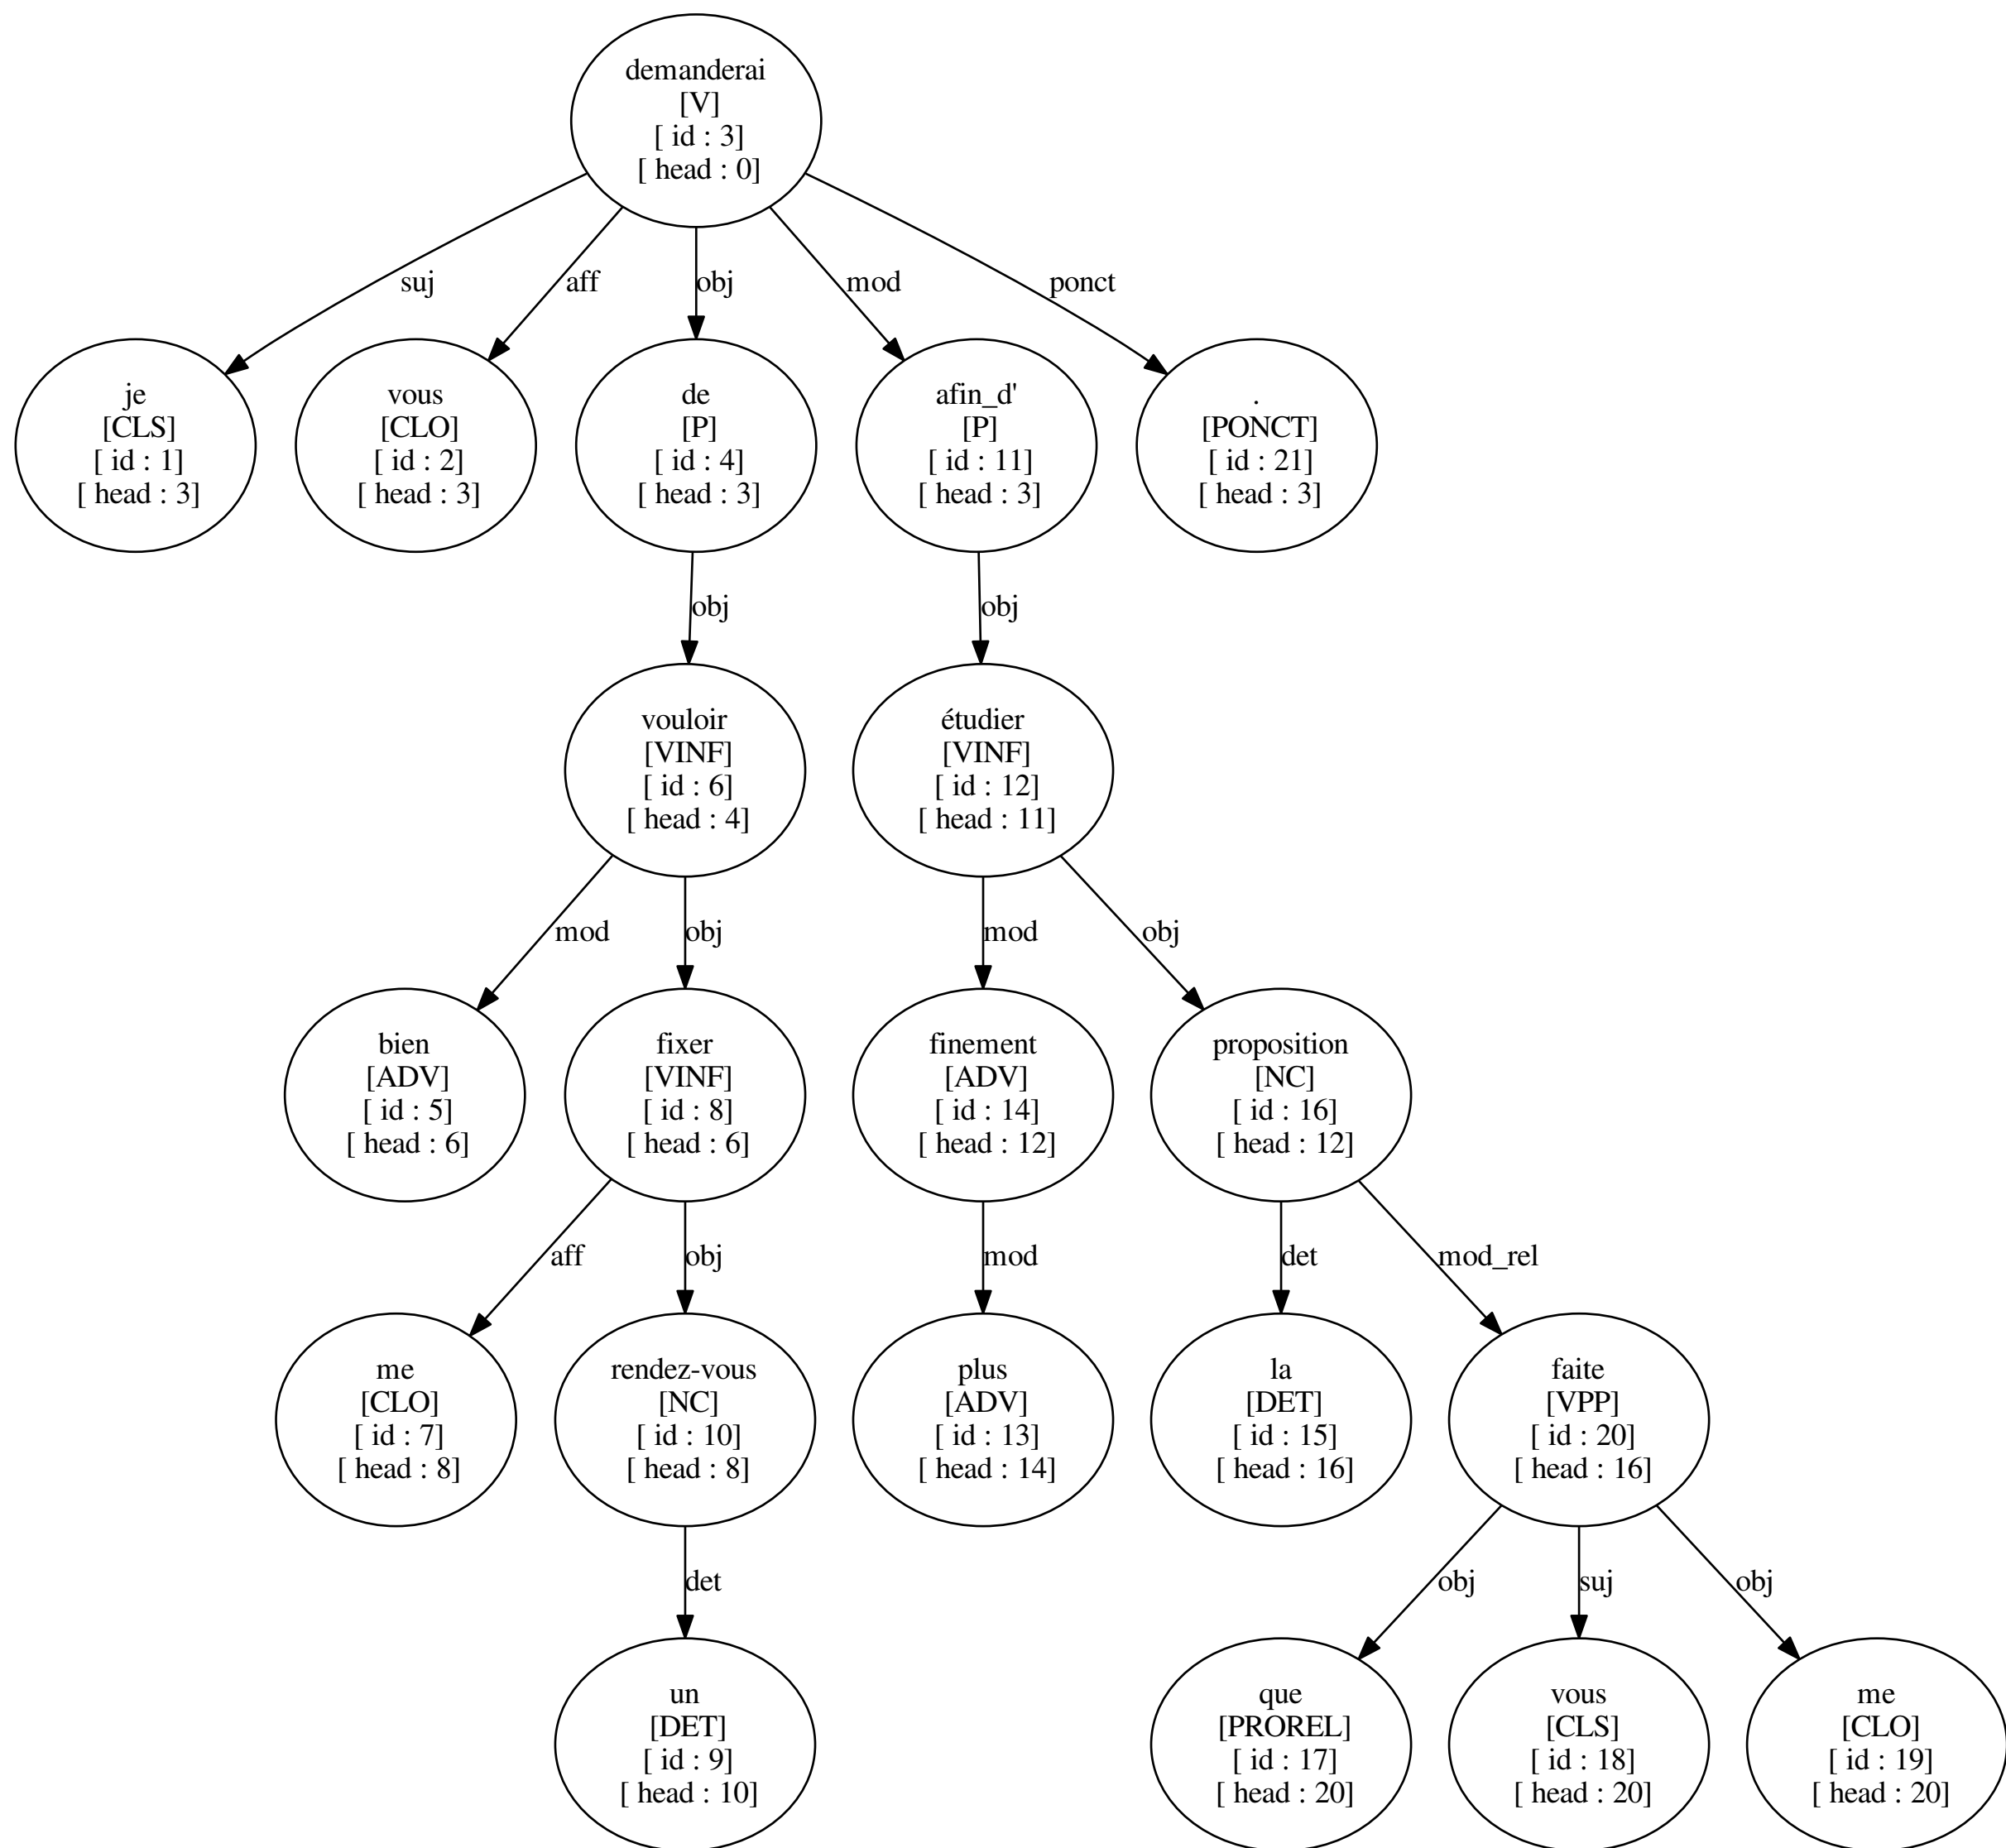 demanderai
[V]
[ id : 3]
[ head : 0]
suj
aff
obj
mod
ponct
je
[CLS]
[ id : 1]
[ head : 3]
vous
[CLO]
[ id : 2]
[ head : 3]
de
[P]
[ id : 4]
[ head : 3]
afin_d'
[P]
[ id : 11]
[ head : 3]
.
[PONCT]
[ id : 21]
[ head : 3]
obj
obj
vouloir
[VINF]
[ id : 6]
[ head : 4]
étudier
[VINF]
[ id : 12]
[ head : 11]
mod
obj
mod
obj
bien
[ADV]
[ id : 5]
[ head : 6]
fixer
[VINF]
[ id : 8]
[ head : 6]
finement
[ADV]
[ id : 14]
[ head : 12]
proposition
[NC]
[ id : 16]
[ head : 12]
aff
obj
mod
det
mod_rel
me
[CLO]
[ id : 7]
[ head : 8]
rendez-vous
[NC]
[ id : 10]
[ head : 8]
plus
[ADV]
[ id : 13]
[ head : 14]
la
[DET]
[ id : 15]
[ head : 16]
faite
[VPP]
[ id : 20]
[ head : 16]
det
obj
suj
obj
un
[DET]
[ id : 9]
[ head : 10]
que
[PROREL]
[ id : 17]
[ head : 20]
vous
[CLS]
[ id : 18]
[ head : 20]
me
[CLO]
[ id : 19]
[ head : 20]